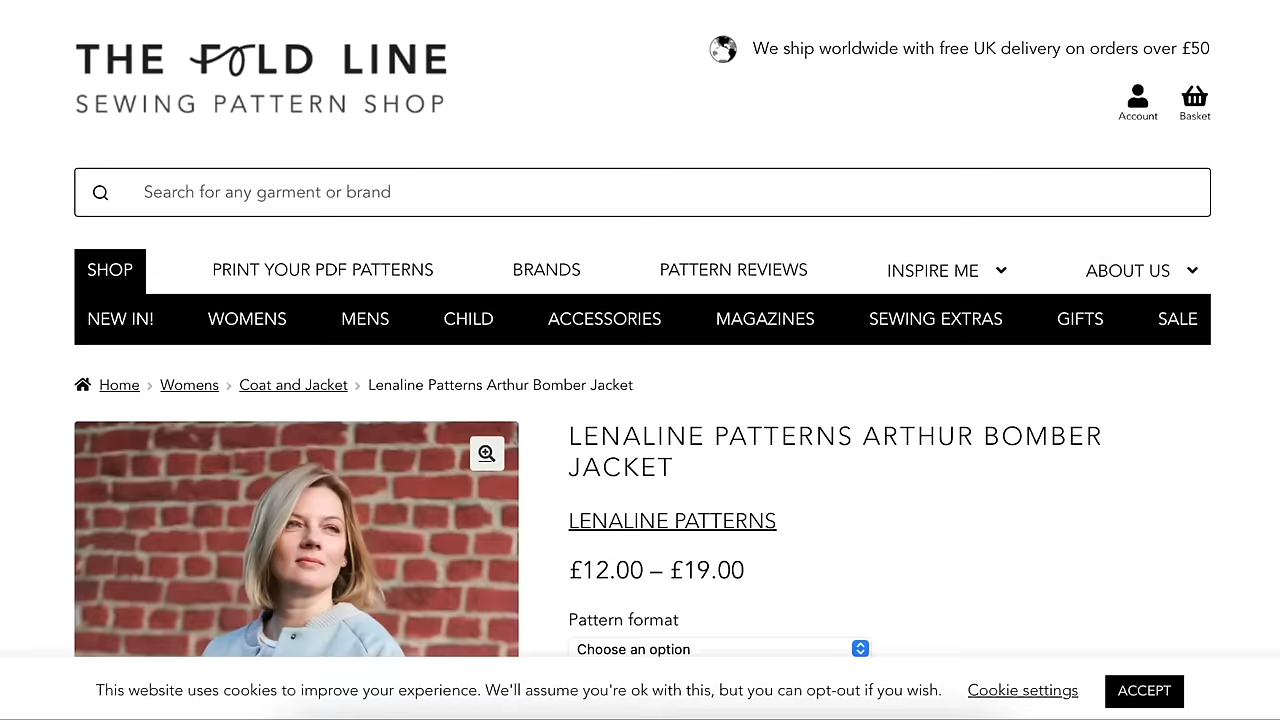 THE FOLD LINE
SEWING PATTERN SHOP
We ship worldwide with free UK delivery on orders over £50
Account
Basket
Search for any garment or brand
SHOP
PRINT YOUR PDF PATTERNS
BRANDS
PATTERN REVIEWS
INSPIRE ME
ABOUT US
NEW IN!
WOMENS
MENS
CHILD
ACCESSORIES
MAGAZINES
SEWING EXTRAS
GIFTS
SALE
Home > Womens > Coat and Jacket > Lenaline Patterns Arthur Bomber Jacket
LENALINE PATTERNS ARTHUR BOMBER
JACKET
LENALINE PATTERNS
£12.00 – £19.00
Pattern format
Choose an option
This website uses cookies to improve your experience. We'll assume you're ok with this, but you can opt-out if you wish.
Cookie settings
ACCEPT